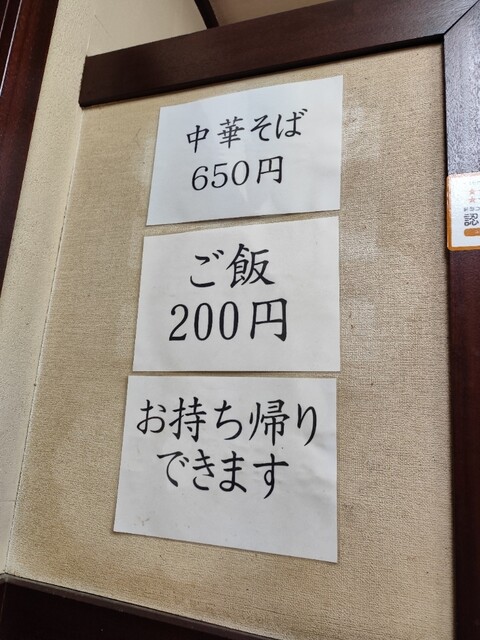 中華そば
650円
ご飯
200円
お持ち帰り
できます
認